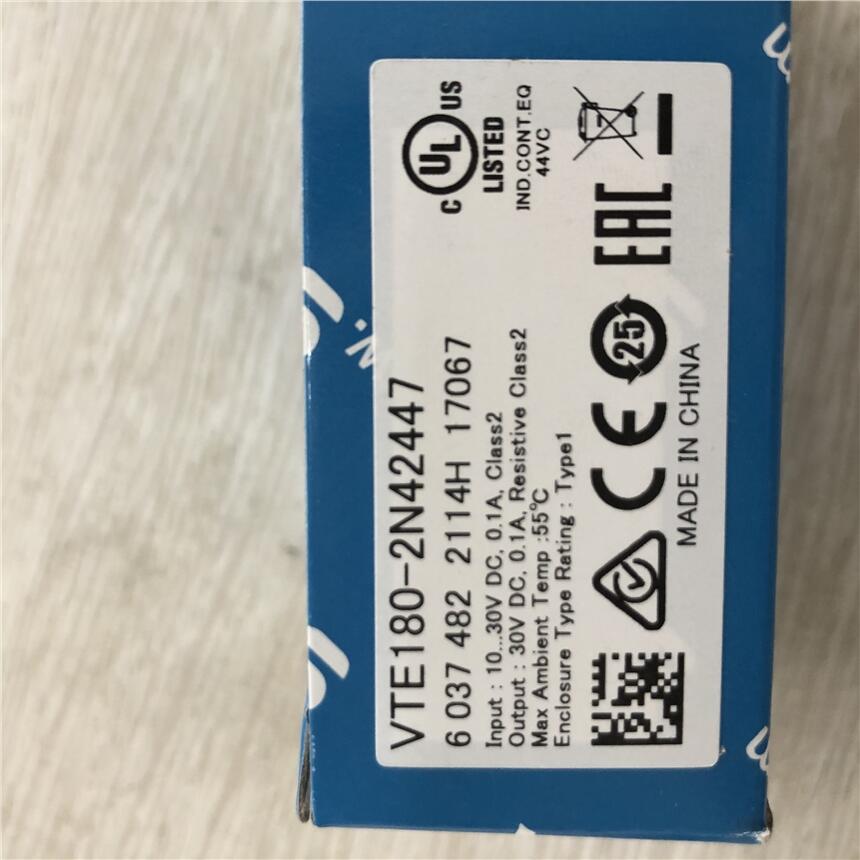 VTE180-2N42447
6 037 482 2114H 17067
Input : 10...30V DC, 0.1A, Class2
Output : 30V DC, 0.1A, Resistive Class2
Max Ambient Temp :55℃
Enclosure Type Rating : Type1
C UL US
LISTED
IND.CONT.EQ
44VC
CE 25 EAC
MADE IN CHINA